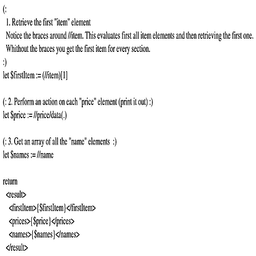 (:
1. Retrieve the first "item" element
Notice the braces around //item. This evaluates first all item elements and then retrieving the first one.
Whithout the braces you get the first item for every section.
:)
let $firstItem := (//item)[1]
(: 2. Perform an action on each "price" element (print it out) :)
let $price := //price/data(.)
(: 3. Get an array of all the "name" elements :)
let $names := //name
return
<result>
<firstItem>{$firstItem}</firstItem>
<prices>{$price}</prices>
<names>{$names}</names>
</result>